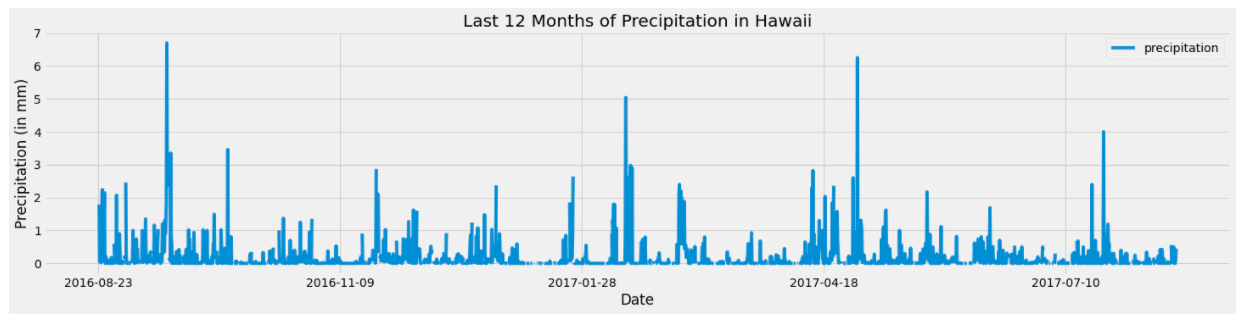 Last 12 Months of Precipitation in Hawaii
precipitation
Precipitation (in mm)
7
6
5
4
3
2
1
0
2016-08-23 2016-11-09 2017-01-28 2017-04-18 2017-07-10
Date